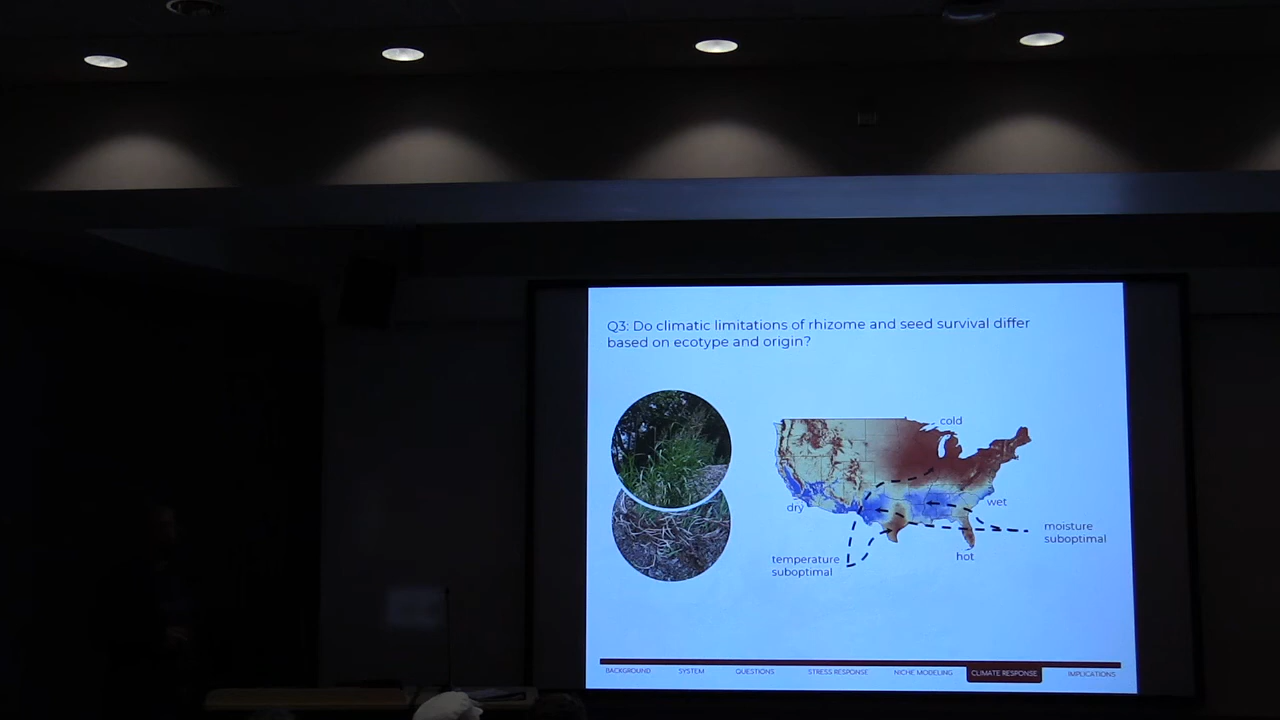 Q3: Do climatic limitations of rhizome and seed survival differ
based on ecotype and origin?
cold
dry
wet
moisture
suboptimal
hot
temperature
suboptimal
BACKGROUND SYSTEM QUESTIONS STRESS RESPONSE NICHE MODELING CLIMATE RESPONSE IMPLICATIONS